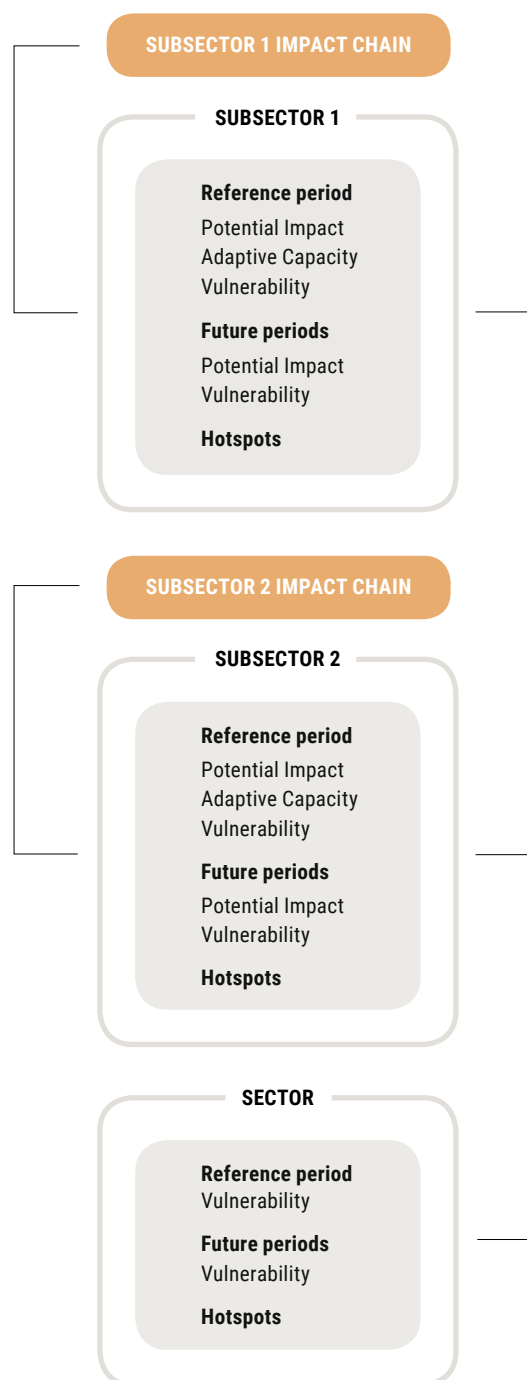 SUBSECTOR 1 IMPACT CHAIN
SUBSECTOR 1
Reference period
Potential Impact
Adaptive Capacity
Vulnerability
Future periods
Potential Impact
Vulnerability
Hotspots
SUBSECTOR 2 IMPACT CHAIN
SUBSECTOR 2
Reference period
Potential Impact
Adaptive Capacity
Vulnerability
Future periods
Potential Impact
Vulnerability
Hotspots
SECTOR
Reference period
Vulnerability
Future periods
Vulnerability
Hotspots